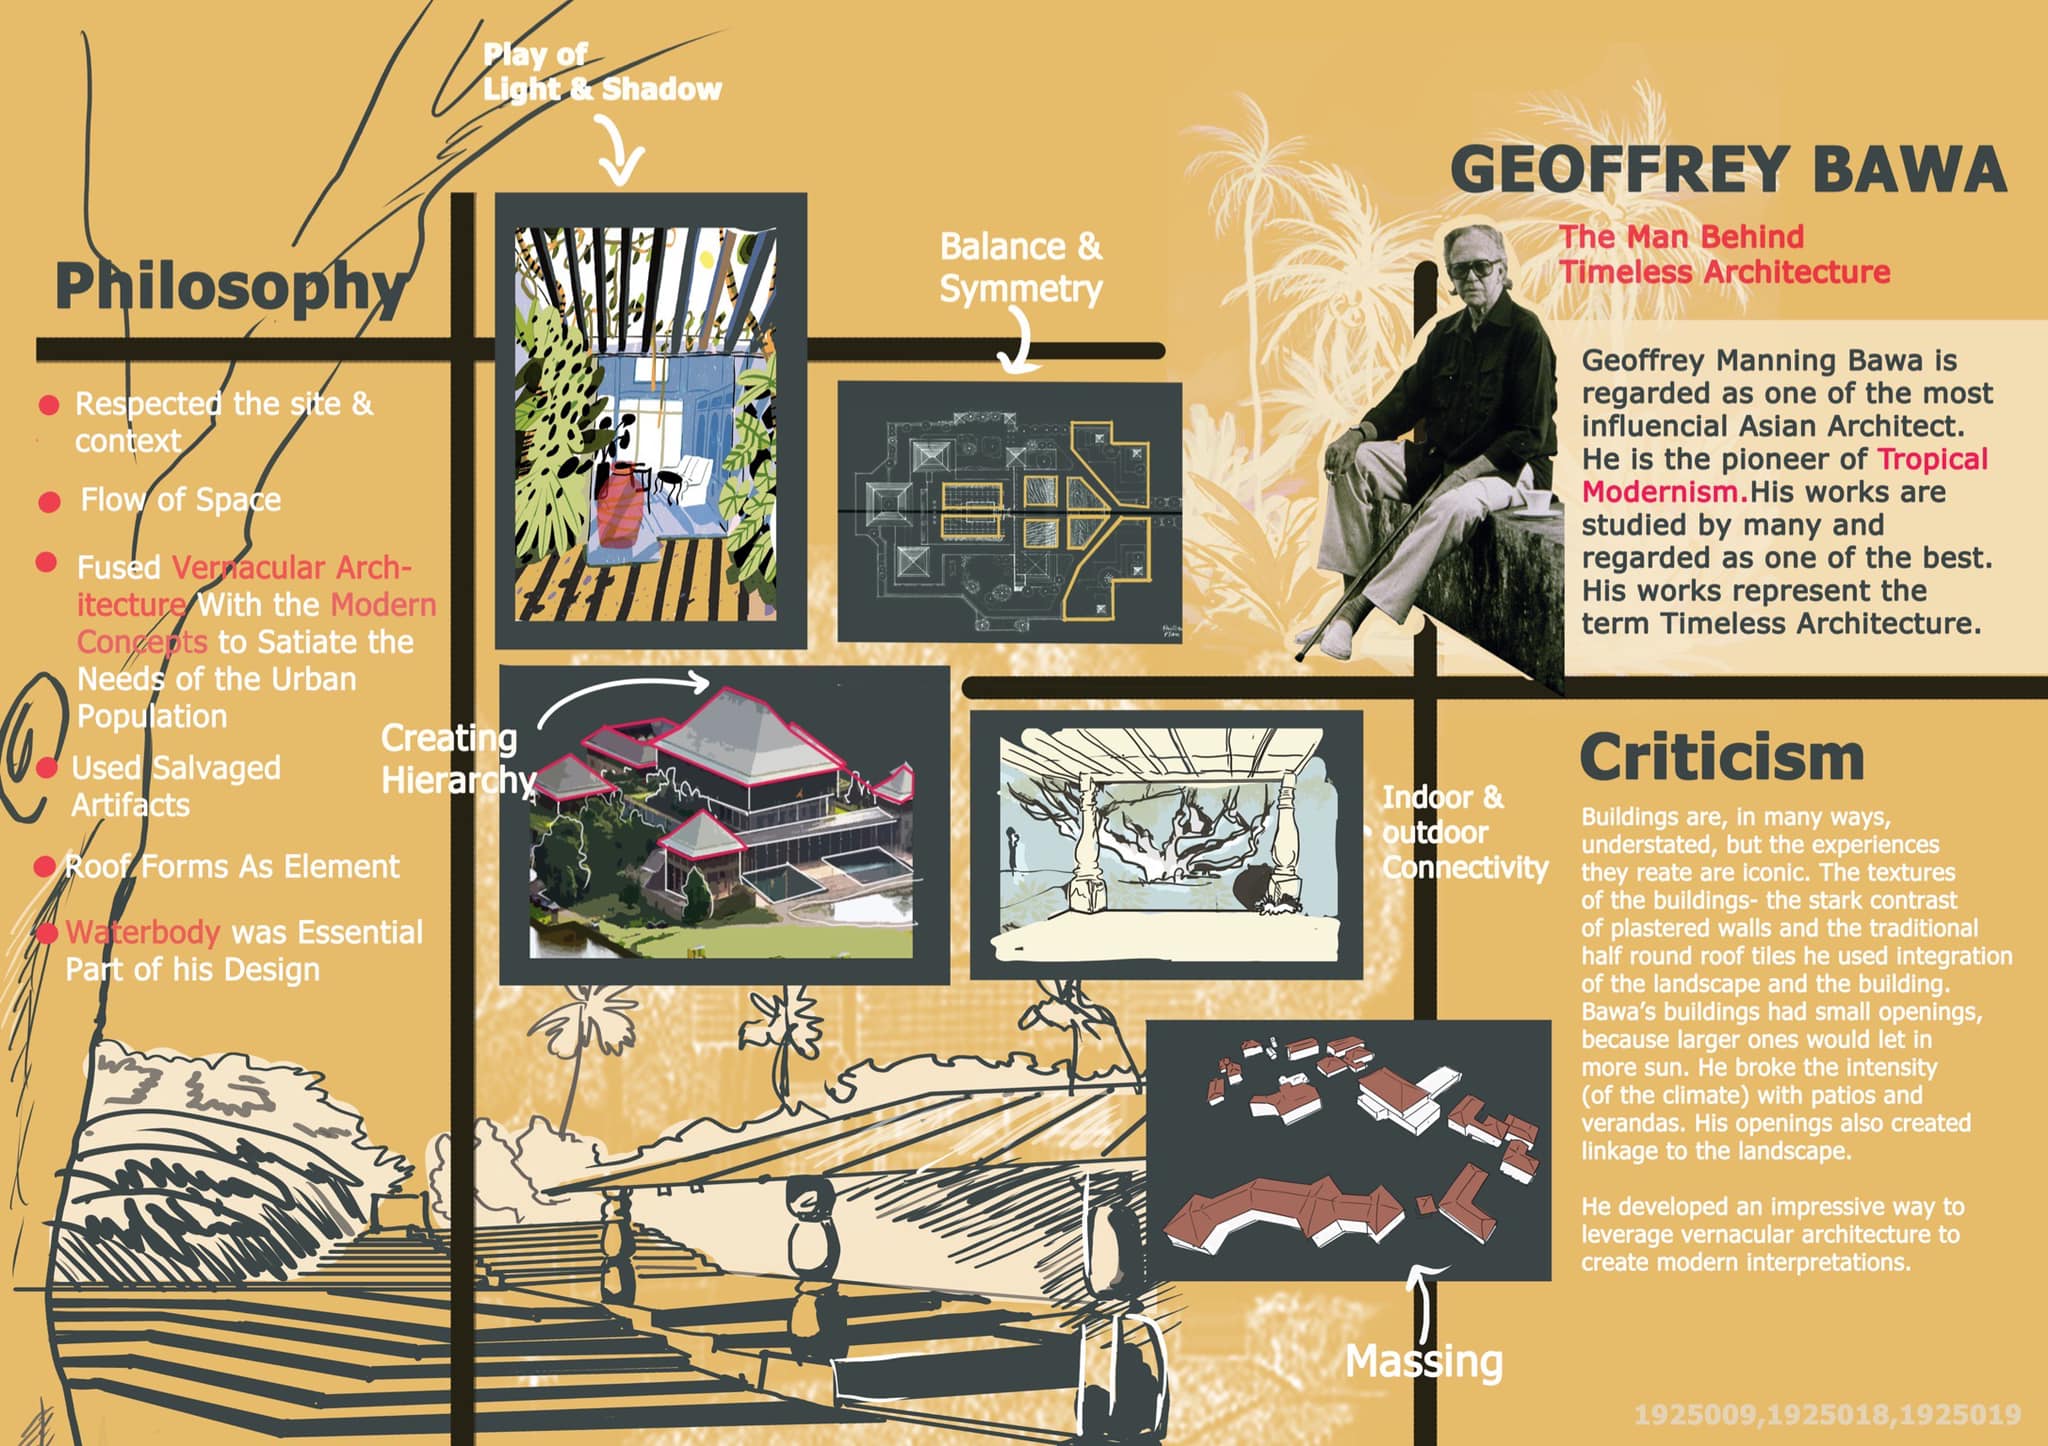 Play of
Light & Shadow
Balance &
Symmetry
GEOFFREY BAWA
The Man Behind
Timeless Architecture
Geoffrey Manning Bawa is
regarded as one of the most
influencial Asian Architect.
He is the pioneer of Tropical
Modernism.His works are
studied by many and
regarded as one of the best.
His works represent the
term Timeless Architecture.
Philosophy
Respected the site &
context
Flow of Space
Fused Vernacular Arch-
itecture With the Modern
Concepts to Satiate the
Needs of the Urban
Population
Used Salvaged
Artifacts
Roof Forms As Element
Waterbody was Essential
Part of his Design
Creating
Hierarchy
Indoor &
outdoor
Connectivity
Massing
Criticism
Buildings are, in many ways,
understated, but the experiences
they reate are iconic. The textures
of the buildings- the stark contrast
of plastered walls and the traditional
half round roof tiles he used integration
of the landscape and the building.
Bawa's buildings had small openings,
because larger ones would let in
more sun. He broke the intensity
(of the climate) with patios and
verandas. His openings also created
linkage to the landscape.
He developed an impressive way to
leverage vernacular architecture to
create modern interpretations.
1925009,1925018,1925019